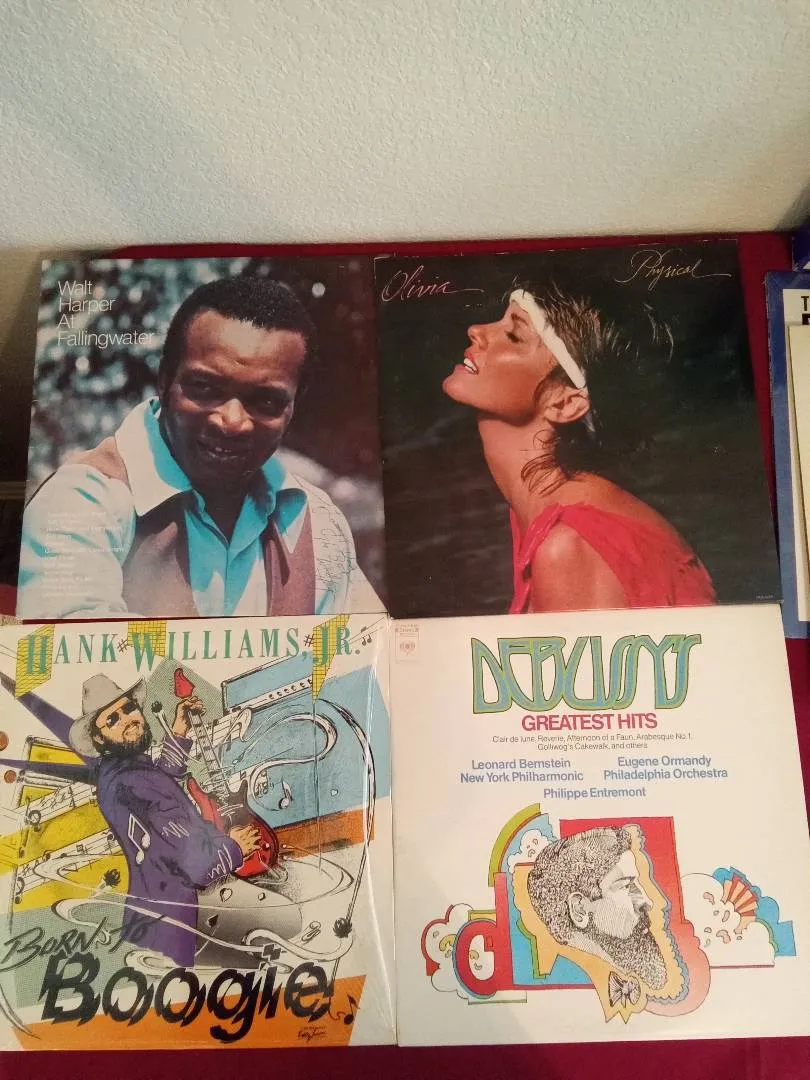 Walt
Harper
At
Fallingwater
Olivia
Physical
HANK WILLIAMS, JR.
BORN to
Boogie
DEBUSSY'S
GREATEST HITS
Clair de lune, Reverie, Afternoon of a Faun, Arabesque No.1,
Golliwog's Cakewalk, and others
Leonard Bernstein
New York Philharmonic
Eugene Ormandy
Philadelphia Orchestra
Philippe Entremont
d